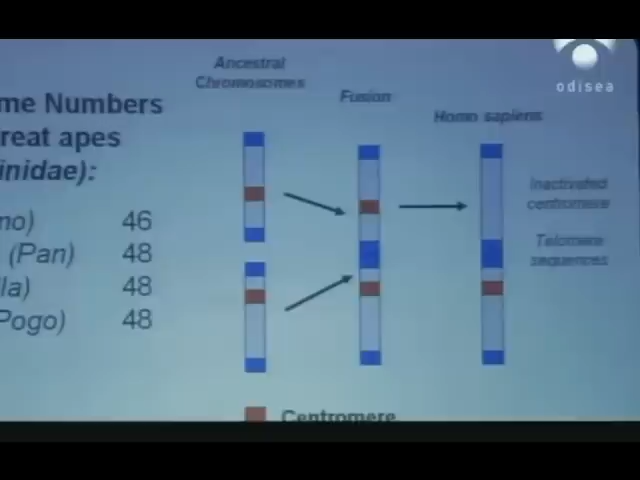 Ancestral
Chromosomes
Fusion
Homo sapiens
me Numbers
reat apes
inidae):
no) 46
(Pan) 48
lla) 48
Pogo) 48
Inactivated
centromere
Telomere
sequences
Centromere
odisea